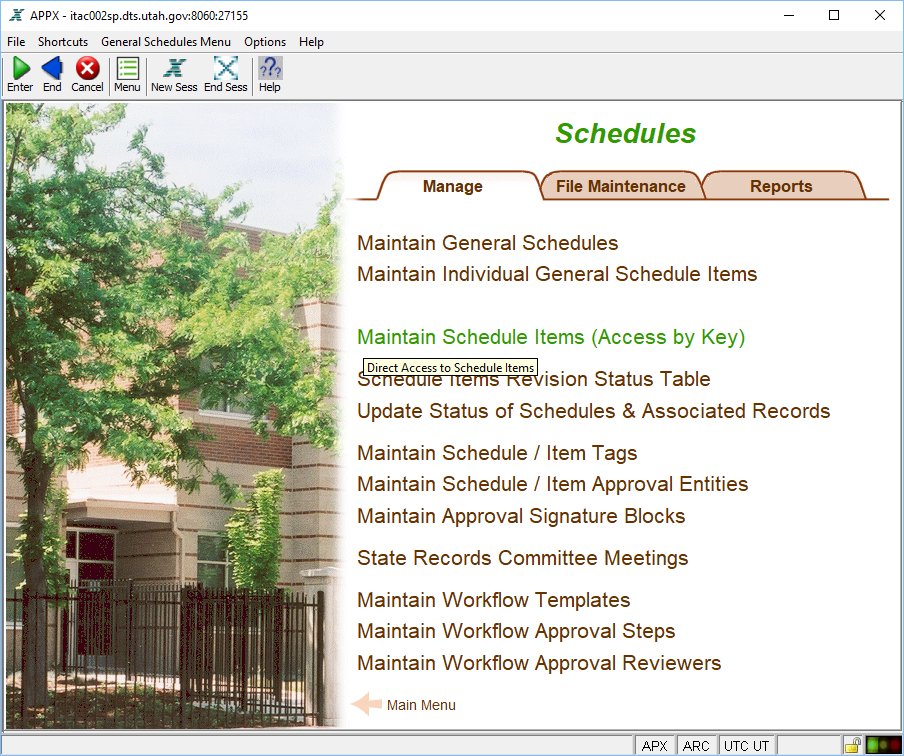 APPX - itac002sp.dts.utah.gov:8060:27155
File Shortcuts General Schedules Menu Options Help
Enter End Cancel Menu New Sess End Sess Help
Schedules
Manage File Maintenance Reports
Maintain General Schedules
Maintain Individual General Schedule Items
Maintain Schedule Items (Access by Key)
Direct Access to Schedule Items
Schedule Items Revision Status Table
Update Status of Schedules & Associated Records
Maintain Schedule / Item Tags
Maintain Schedule / Item Approval Entities
Maintain Approval Signature Blocks
State Records Committee Meetings
Maintain Workflow Templates
Maintain Workflow Approval Steps
Maintain Workflow Approval Reviewers
Main Menu
APX ARC UTC UT